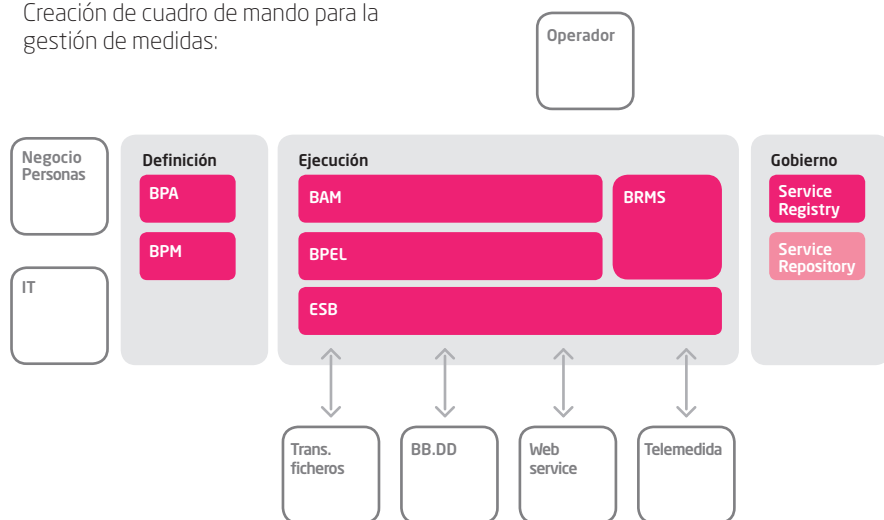 Creación de cuadro de mando para la
gestión de medidas:
Operador
Negocio
Personas
IT
Definición
BPA
BPM
Ejecución
BAM
BRMS
BPEL
ESB
Gobierno
Service
Registry
Service
Repository
Trans.
ficheros
BB.DD
Web
service
Telemedida